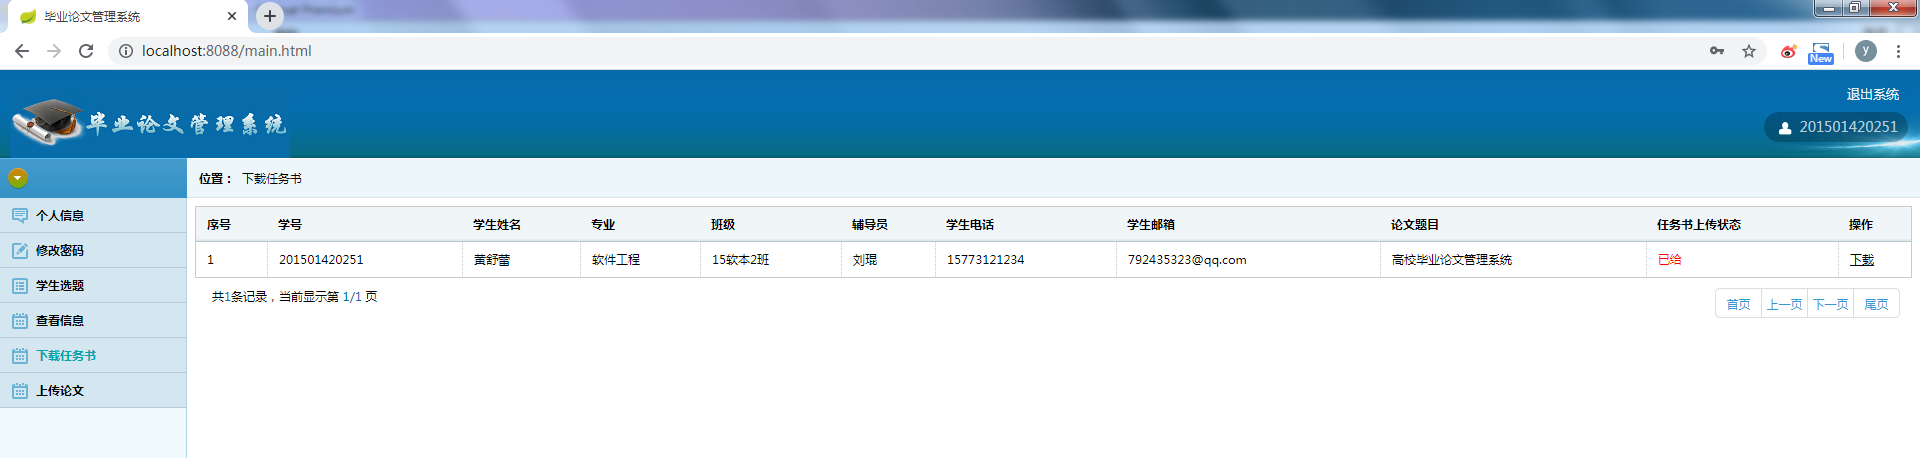 毕业论文管理系统
localhost:8088/main.html
New
y
毕业论文管理系统
退出系统
201501420251
位置： 下载任务书
个人信息
修改密码
学生选题
查看信息
下载任务书
上传论文
序号 学号 学生姓名 专业 班级 辅导员 学生电话 学生邮箱 论文题目 任务书上传状态 操作
1 201501420251 黄舒蕾 软件工程 15软本2班 刘琨 15773121234 792435323@qq.com 高校毕业论文管理系统 已给 下载
共1条记录，当前显示第 1/1 页
首页 上一页 下一页 尾页